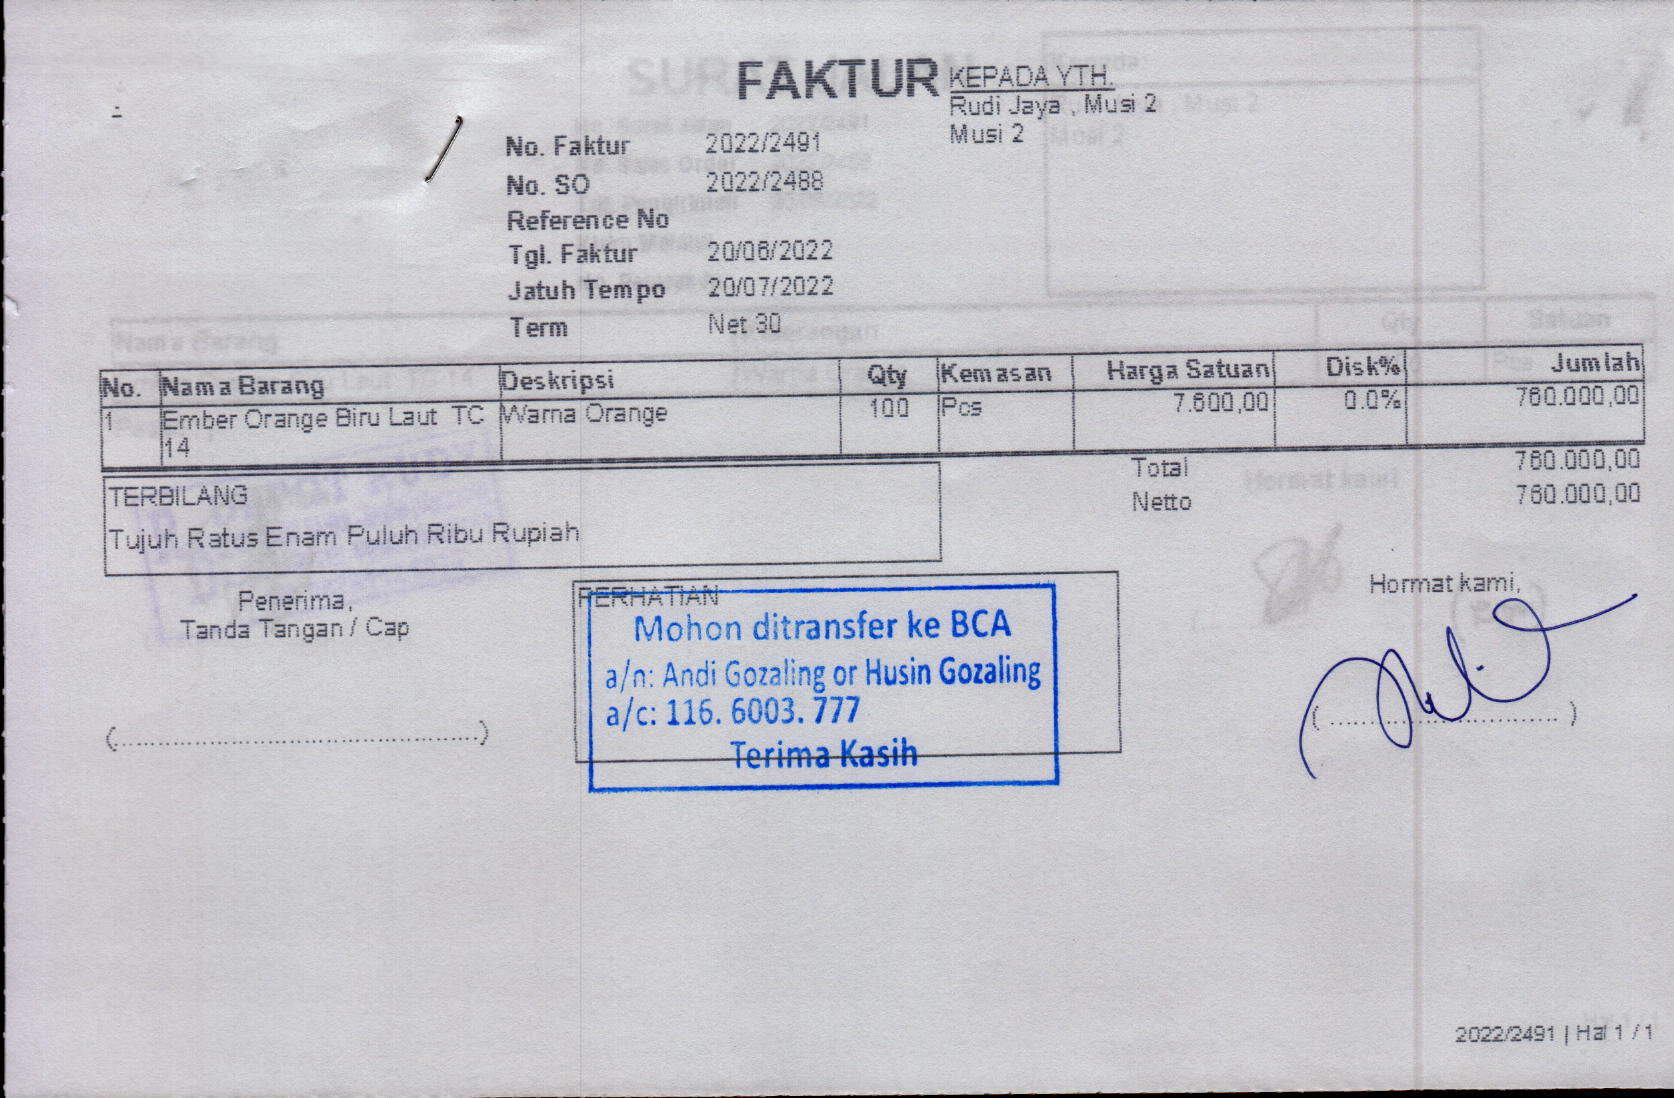 FAKTUR
KEPADA YTH.
Rudi Jaya , Musi 2
Musi 2
No. Faktur 2022/2491
No. SO 2022/2488
Reference No
Tgl. Faktur 20/06/2022
Jatuh Tempo 20/07/2022
Term Net 30
No. Nama Barang Deskripsi Qty Kemasan Harga Satuan Disk% Jumlah
1 Ember Orange Biru Laut TC 14 Warna Orange 100 Pcs 7.600,00 0.0% 760.000,00
Total 760.000,00
Netto 760.000,00
TERBILANG
Tujuh Ratus Enam Puluh Ribu Rupiah
Penerima,
Tanda Tangan / Cap
(................................................)
PERHATIAN
Mohon ditransfer ke BCA
a/n: Andi Gozaling or Husin Gozaling
a/c: 116. 6003. 777
Terima Kasih
Hormat kami,
(..............................)
2022/2491 | Hal 1 / 1